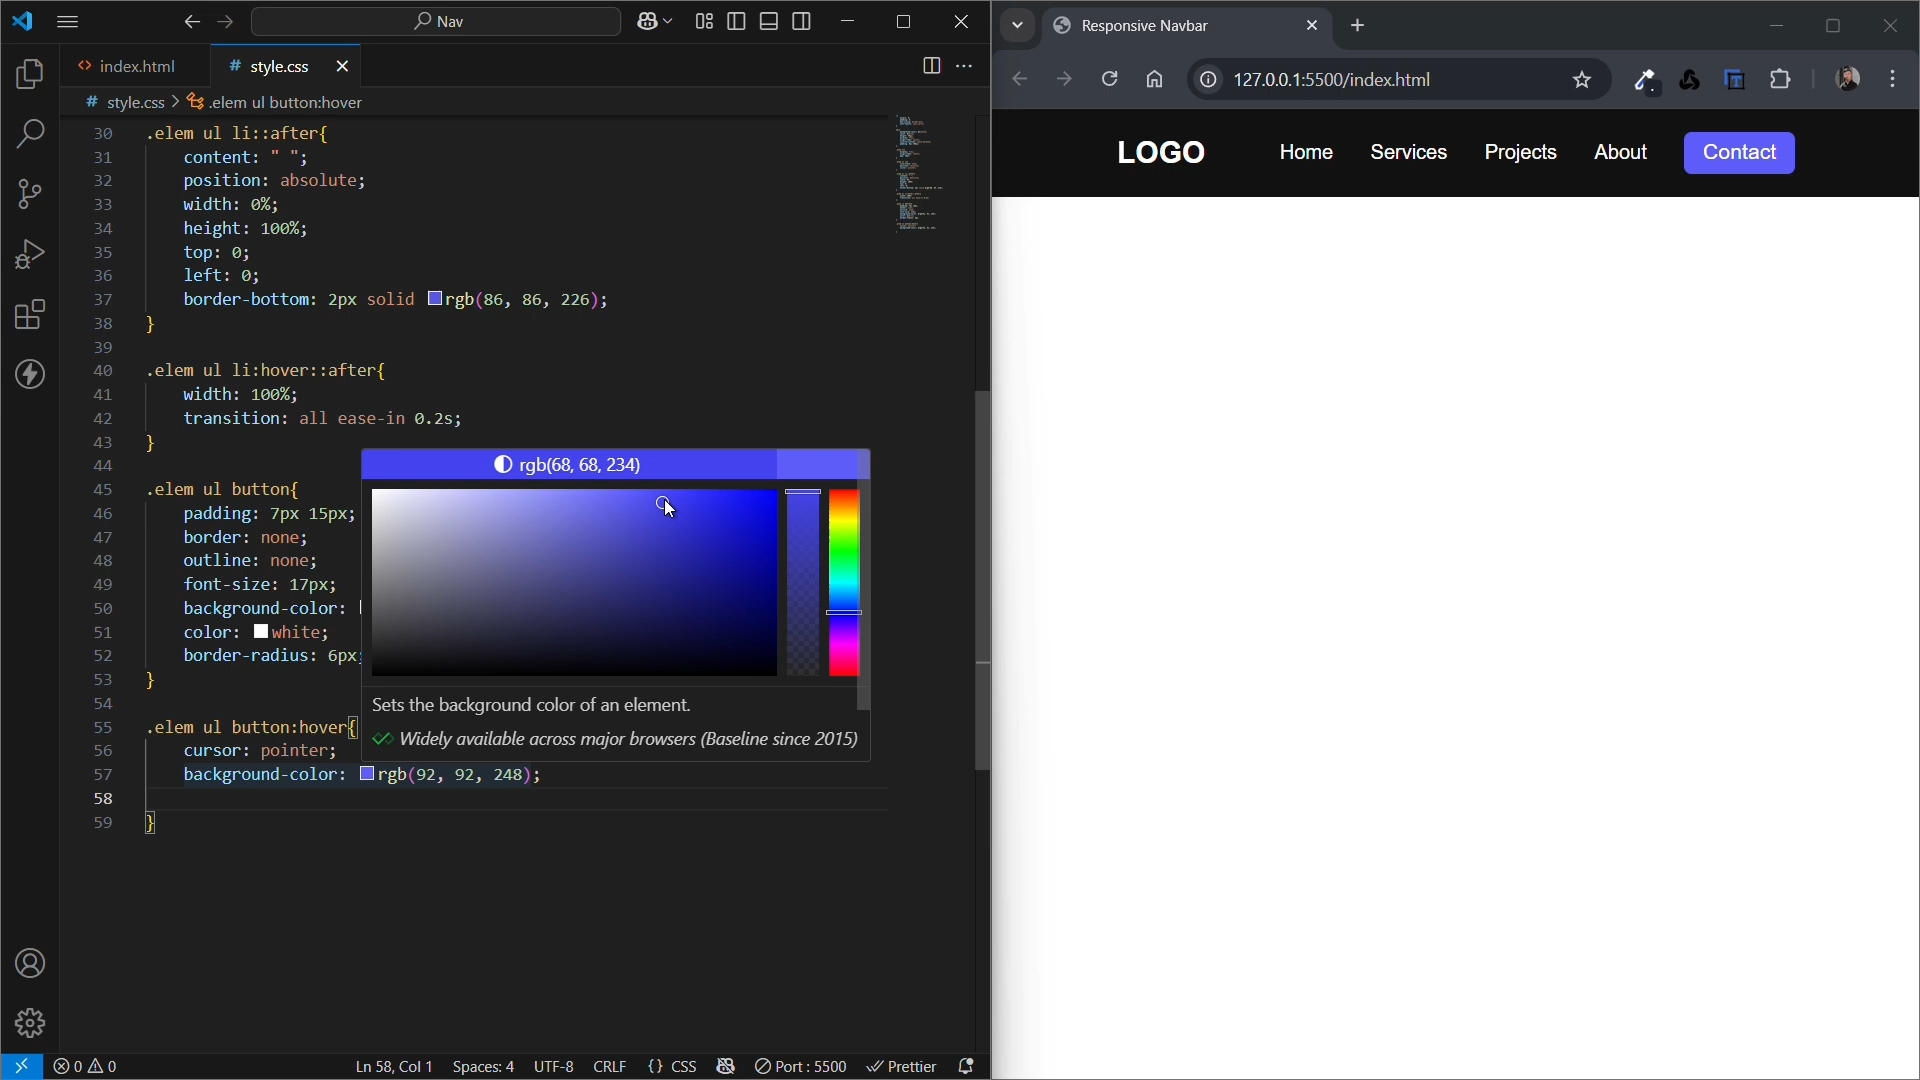 Nav
index.html
# style.css
# style.css > .elem ul button:hover
30 .elem ul li::after{
31 content: " ";
32 position: absolute;
33 width: 0%;
34 height: 100%;
35 top: 0;
36 left: 0;
37 border-bottom: 2px solid rgb(86, 86, 226);
38 }
39
40 .elem ul li:hover::after{
41 width: 100%;
42 transition: all ease-in 0.2s;
43 }
44
rgb(68, 68, 234)
45 .elem ul button{
46 padding: 7px 15px;
47 border: none;
48 outline: none;
49 font-size: 17px;
50 background-color:
51 color: white;
52 border-radius: 6px;
53 }
54
Sets the background color of an element.
Widely available across major browsers (Baseline since 2015)
55 .elem ul button:hover{
56 cursor: pointer;
57 background-color: rgb(92, 92, 248);
58
59 }
0 0
Ln 58, Col 1 Spaces: 4 UTF-8 CRLF {} CSS Port : 5500 Prettier
Responsive Navbar
127.0.0.1:5500/index.html
LOGO Home Services Projects About Contact